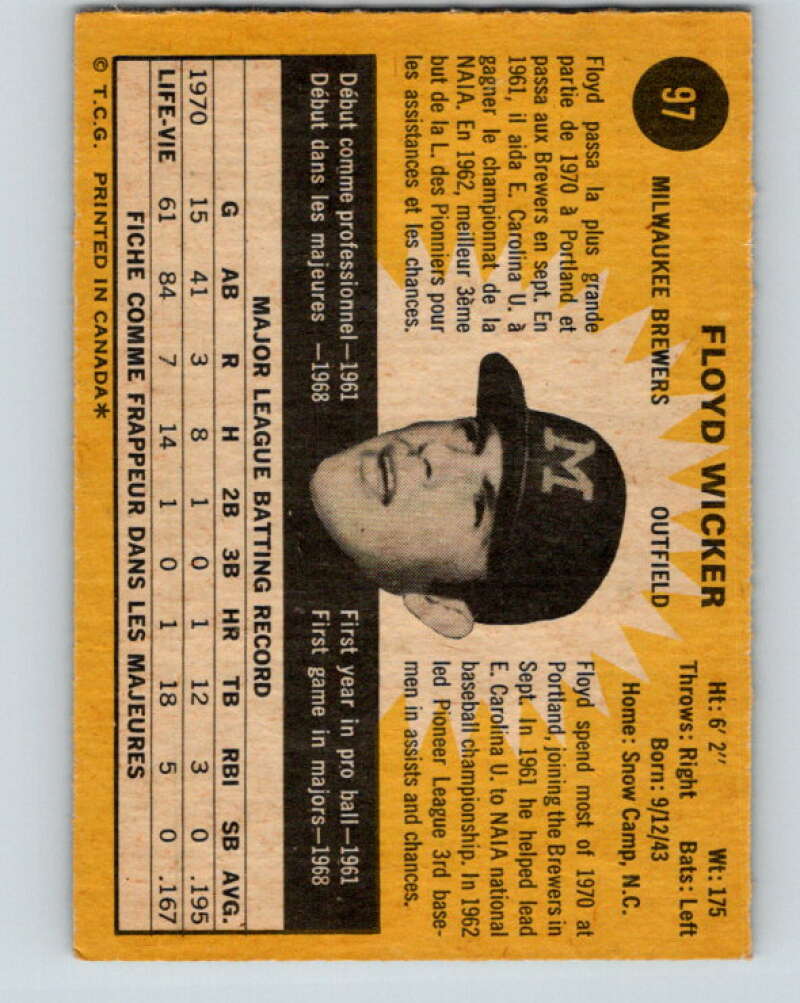 97
FLOYD WICKER
MILWAUKEE BREWERS OUTFIELD
Ht: 6' 2" Wt: 175
Throws: Right Bats: Left
Born: 9/12/43
Home: Snow Camp, N.C.
Floyd passa la plus grande
partie de 1970 à Portland et
passa aux Brewers en sept. En
1961, il aida E. Carolina U. à
gagner le championnat de la
NAIA. En 1962, meilleur 3ème
but de la L. des Pionniers pour
les assistances et les chances.
M
Floyd spend most of 1970 at
Portland, joining the Brewers in
Sept. In 1961 he helped lead
E. Carolina U. to NAIA national
baseball championship. In 1962
led Pioneer League 3rd base-
men in assists and chances.
Début comme professionnel—1961
Début dans les majeures —1968
First year in pro ball—1961
First game in majors—1968
MAJOR LEAGUE BATTING RECORD
G AB R H 2B 3B HR TB RBI SB AVG.
1970 15 41 3 8 1 0 1 12 3 0 .195
LIFE-VIE 61 84 7 14 1 0 1 18 5 0 .167
FICHE COMME FRAPPEUR DANS LES MAJEURES
© T.C.G. PRINTED IN CANADA*